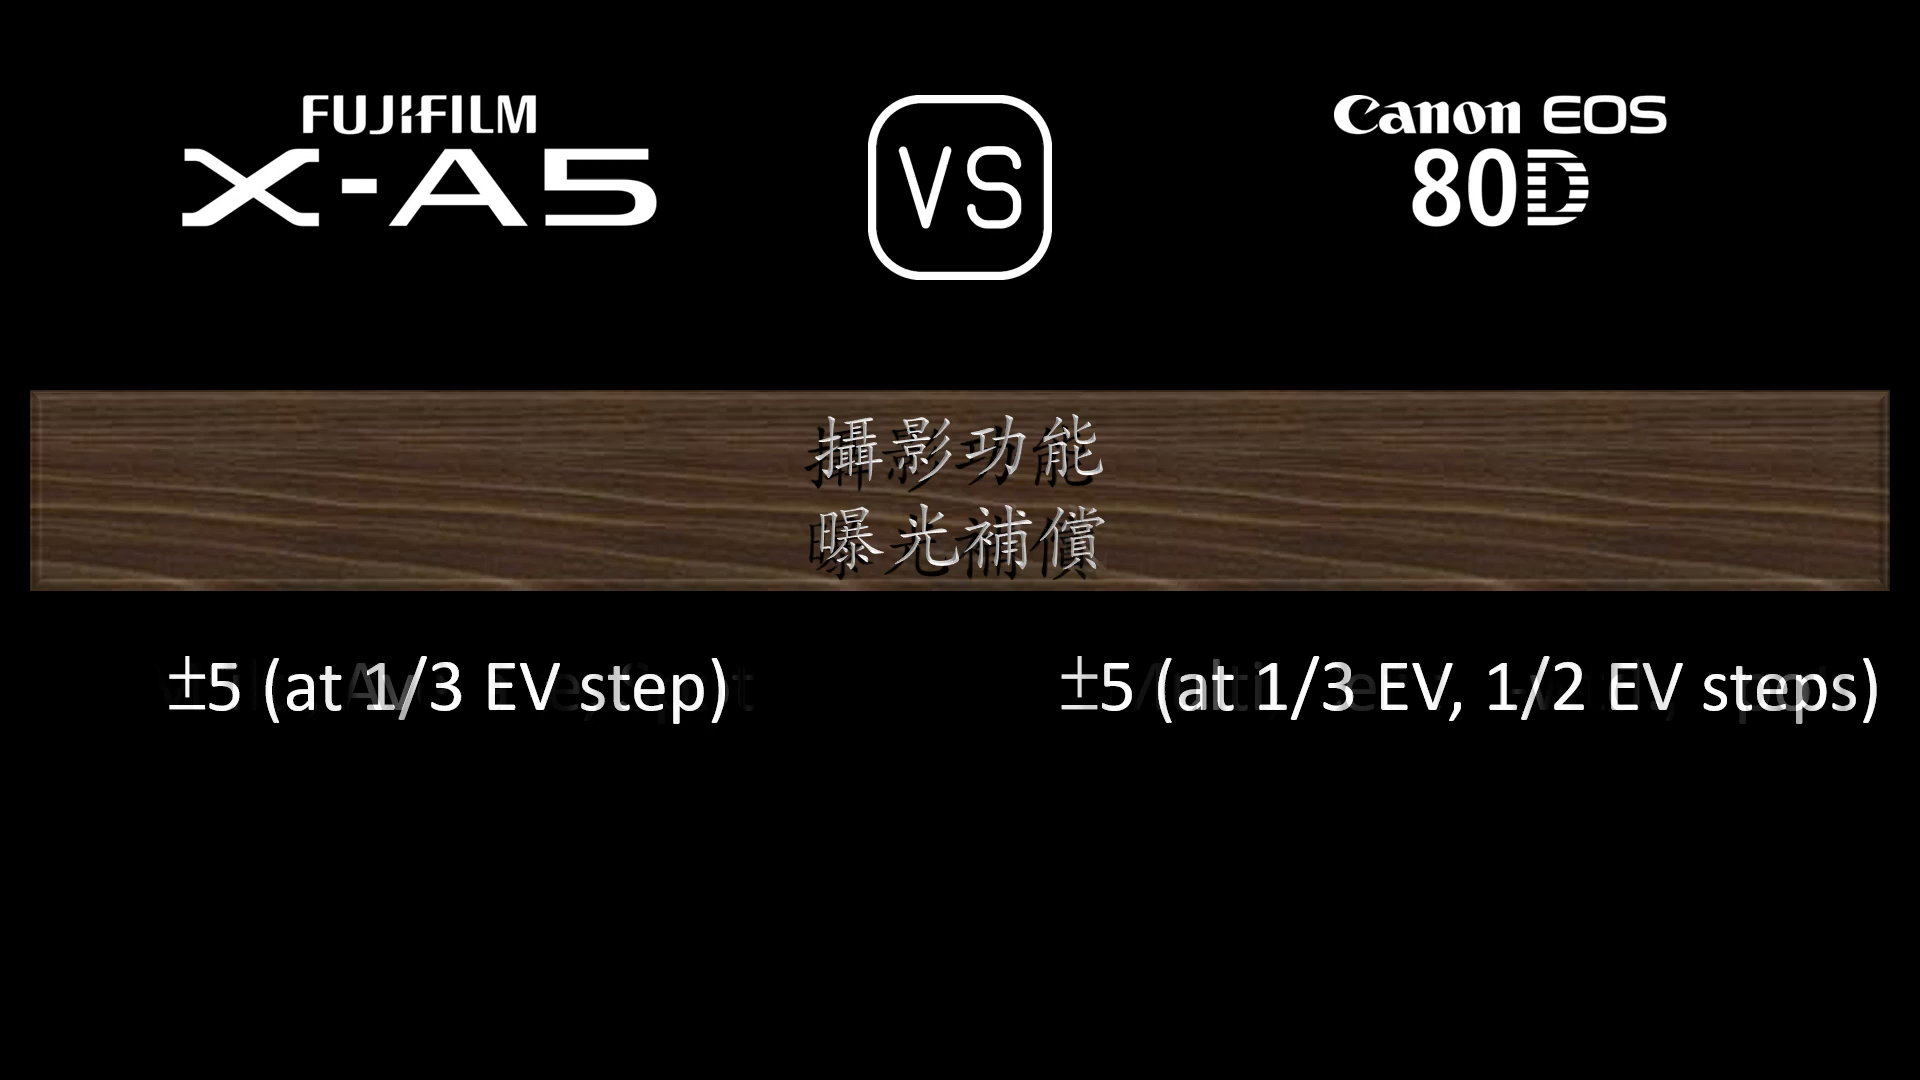 FUJIFILM
X-A5
VS
Canon EOS
80D
攝影功能
曝光補償
±5 (at 1/3 EV step)
±5 (at 1/3 EV, 1/2 EV steps)